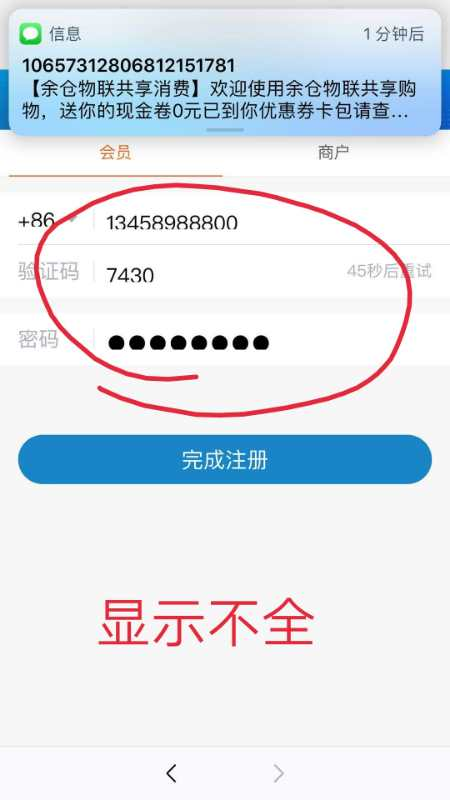 信息
1 分钟后
10657312806812151781
【余仓物联共享消费】欢迎使用余仓物联共享购
物，送你的现金卷0元已到你优惠券卡包请查...
会员
商户
+86
13458988800
验证码
7430
45秒后重试
密码
完成注册
显示不全